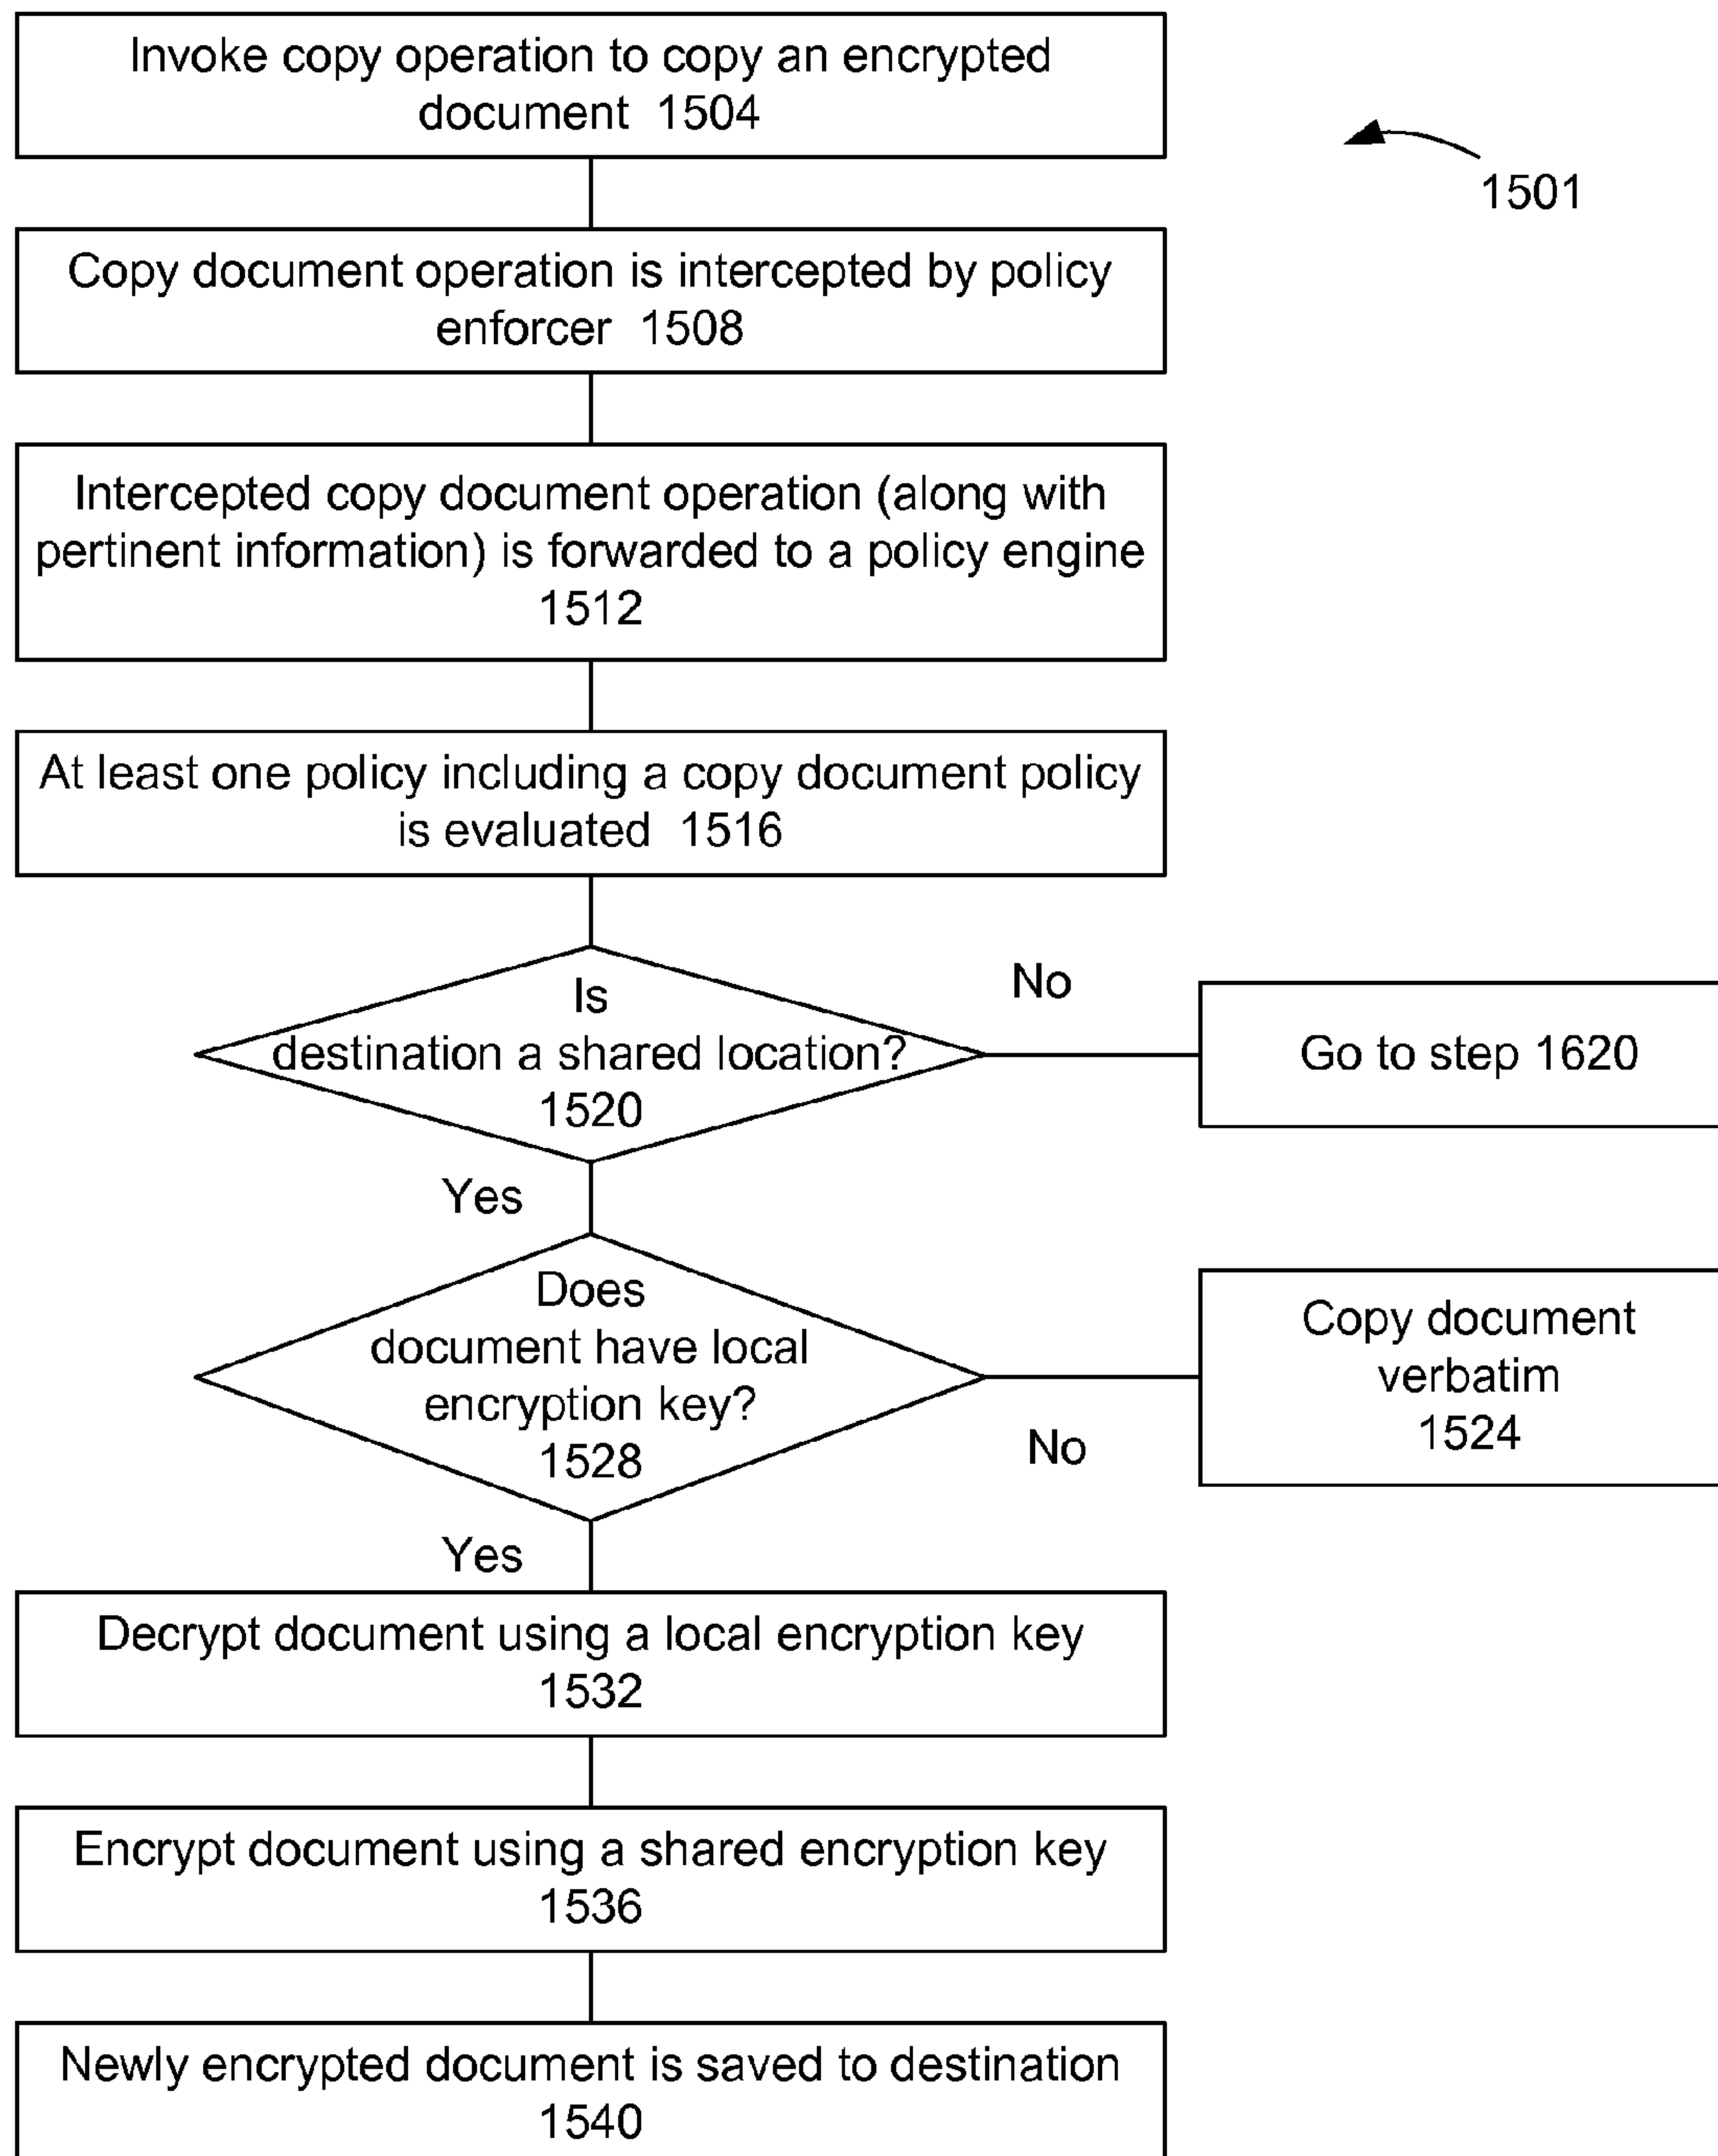 Invoke copy operation to copy an encrypted
document 1504
1501
Copy document operation is intercepted by policy
enforcer 1508
Intercepted copy document operation (along with
pertinent information) is forwarded to a policy engine
1512
At least one policy including a copy document policy
is evaluated 1516
Is
destination a shared location?
1520
No
Go to step 1620
Yes
Does
document have local
encryption key?
1528
No
Copy document
verbatim
1524
Yes
Decrypt document using a local encryption key
1532
Encrypt document using a shared encryption key
1536
Newly encrypted document is saved to destination
1540